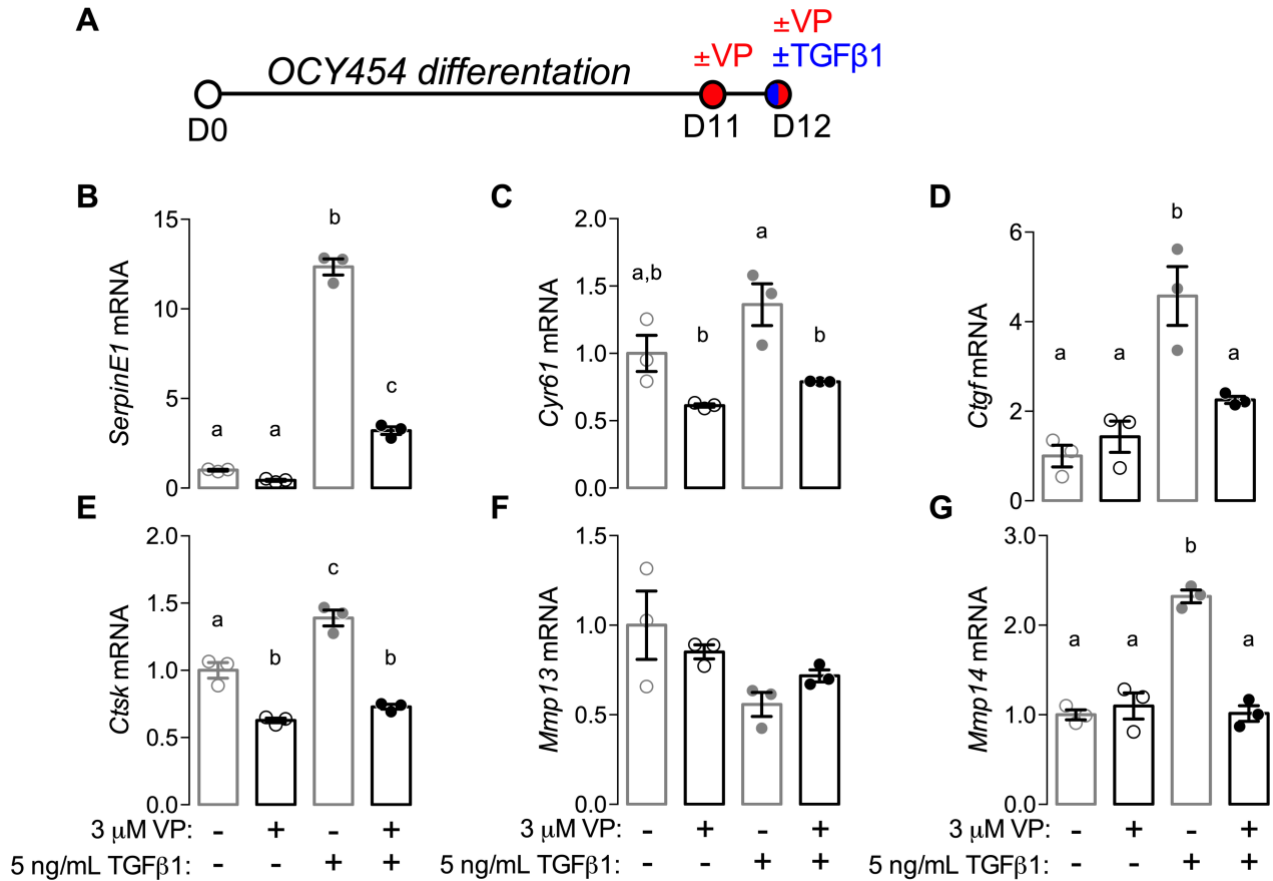 A
±VP
±VP
±TGFβ1
OCY454 differentation
D0
D11
D12
B
15
10
5
0
SerpinE1 mRNA
a
a
b
c
C
2.0
1.5
1.0
0.5
0.0
Cyr61 mRNA
a,b
b
a
b
D
6
4
2
0
Ctgf mRNA
a
a
b
a
E
2.0
1.5
1.0
0.5
0.0
Ctsk mRNA
a
b
c
b
F
1.5
1.0
0.5
0.0
Mmp13 mRNA
G
3.0
2.0
1.0
0.0
Mmp14 mRNA
a
a
b
a
3 μM VP: - + - +
5 ng/mL TGFβ1: - - + +
3 μM VP: - + - +
5 ng/mL TGFβ1: - - + +
3 μM VP: - + - +
5 ng/mL TGFβ1: - - + +